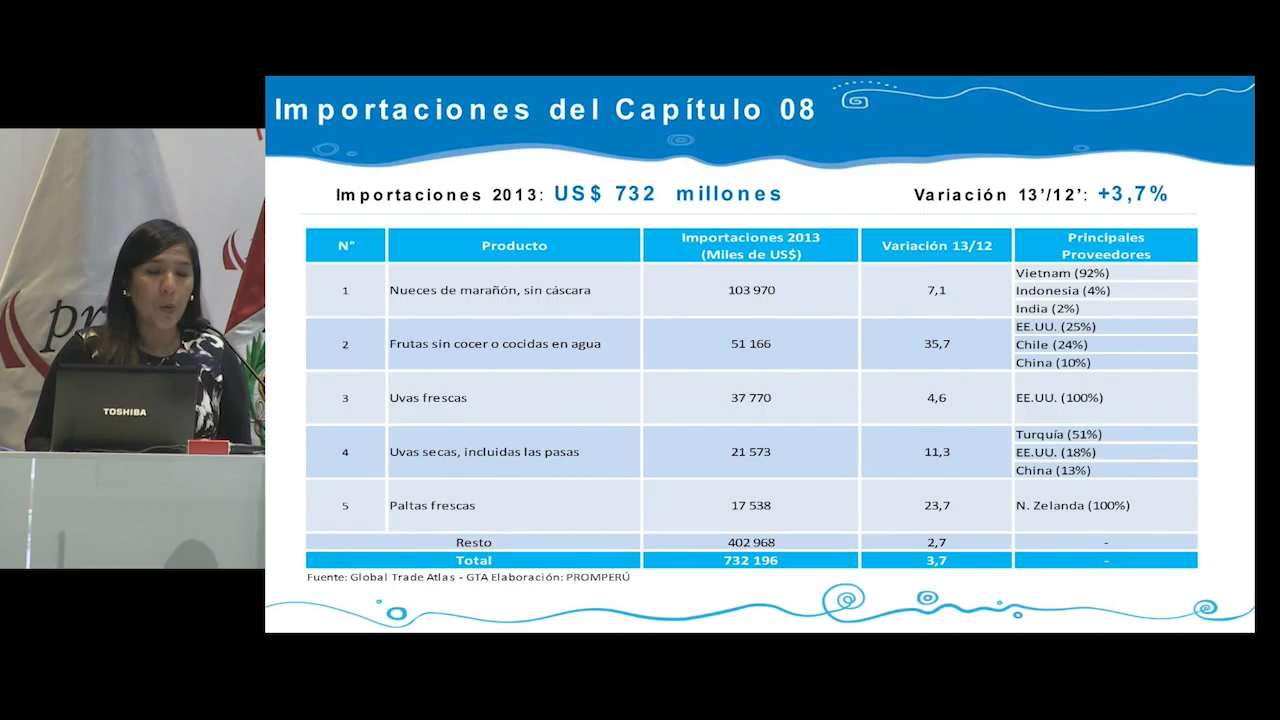 Importaciones del Capítulo 08
Importaciones 2013: US$ 732 millones
Variación 13’/12’: +3,7%
N° Producto Importaciones 2013 (Miles de US$) Variación 13/12 Principales Proveedores
1 Nueces de marañón, sin cáscara 103 970 7,1 Vietnam (92%)
Indonesia (4%)
India (2%)
2 Frutas sin cocer o cocidas en agua 51 166 35,7 EE.UU. (25%)
Chile (24%)
China (10%)
3 Uvas frescas 37 770 4,6 EE.UU. (100%)
4 Uvas secas, incluidas las pasas 21 573 11,3 Turquía (51%)
EE.UU. (18%)
China (13%)
5 Paltas frescas 17 538 23,7 N. Zelanda (100%)
Resto 402 968 2,7 -
Total 732 196 3,7 -
Fuente: Global Trade Atlas - GTA Elaboración: PROMPERÚ
TOSHIBA